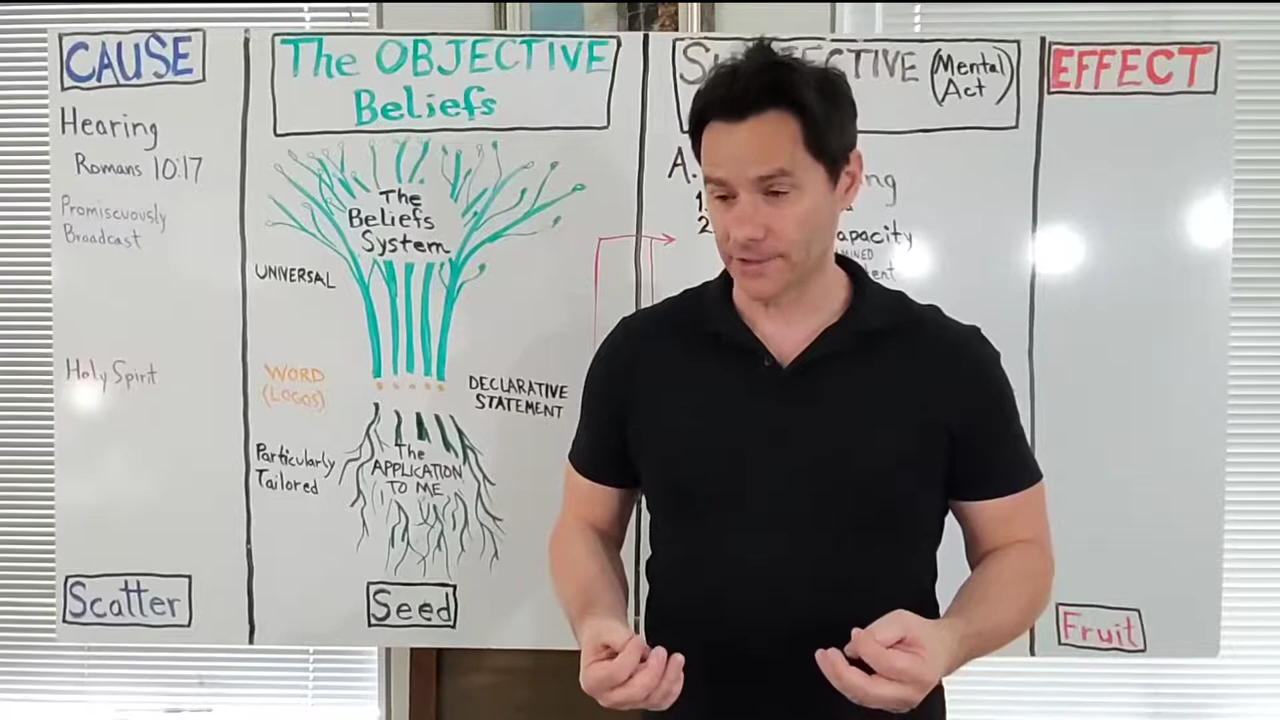 CAUSE
Hearing
Romans 10:17
Promiscuously
Broadcast
Holy Spirit
Scatter
The OBJECTIVE
Beliefs
The
Beliefs
System
UNIVERSAL
WORD
(LOGOS)
DECLARATIVE
STATEMENT
Particularly
Tailored
The
APPLICATION
TO ME
Seed
(Mental)
Act
A.
1.
2
EFFECT
Fruit